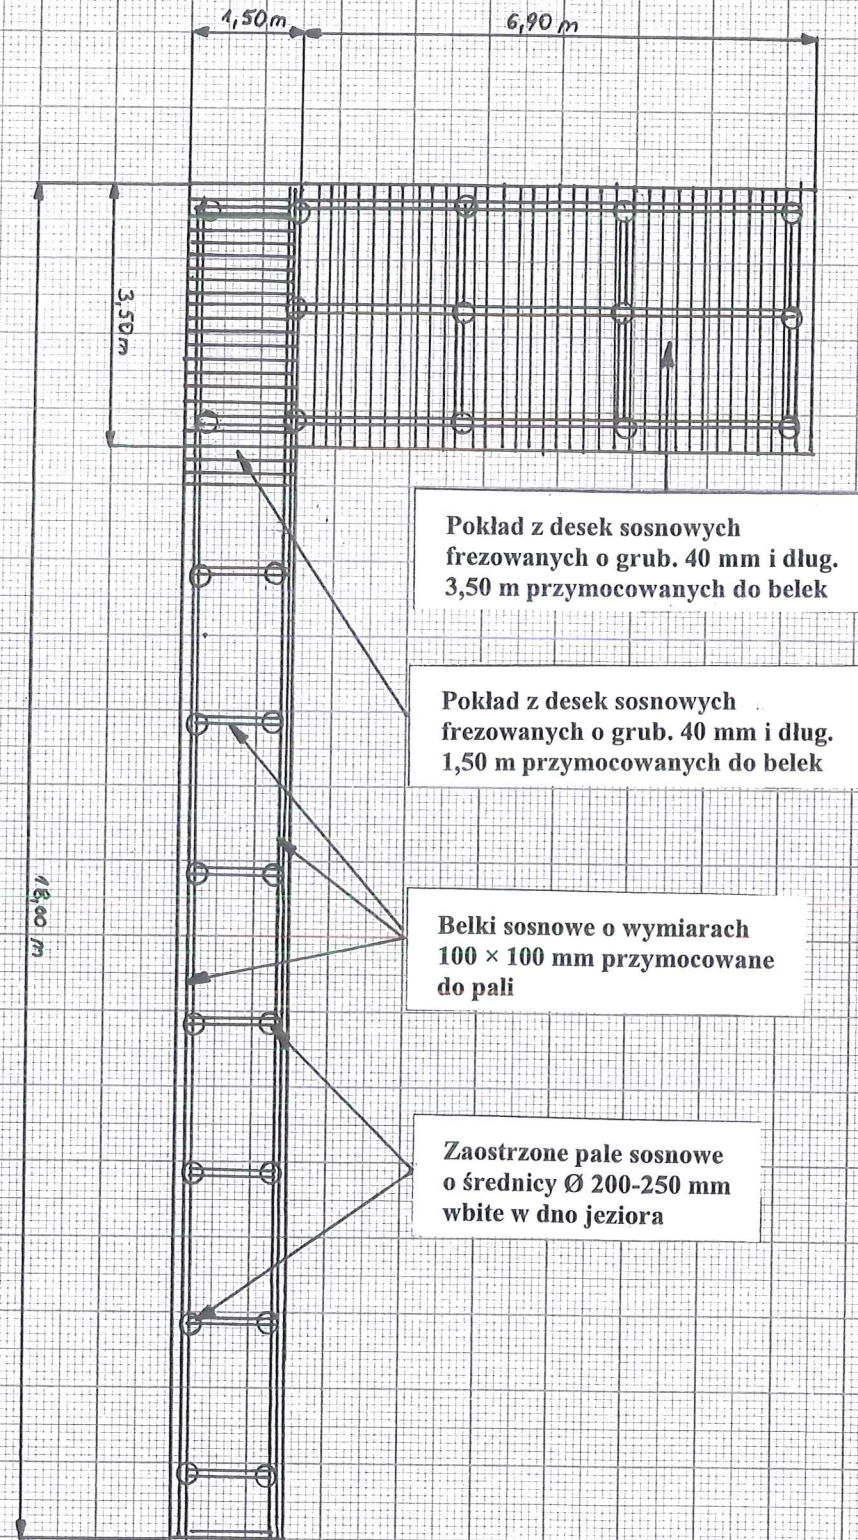 1,50 m
6,90 m
3,50 m
18,00 m
Pokład z desek sosnowych
frezowanych o grub. 40 mm i dług.
3,50 m przymocowanych do belek
Pokład z desek sosnowych
frezowanych o grub. 40 mm i dług.
1,50 m przymocowanych do belek
Belki sosnowe o wymiarach
100 × 100 mm przymocowane
do pali
Zaostrzone pale sosnowe
o średnicy Ø 200-250 mm
wbite w dno jeziora